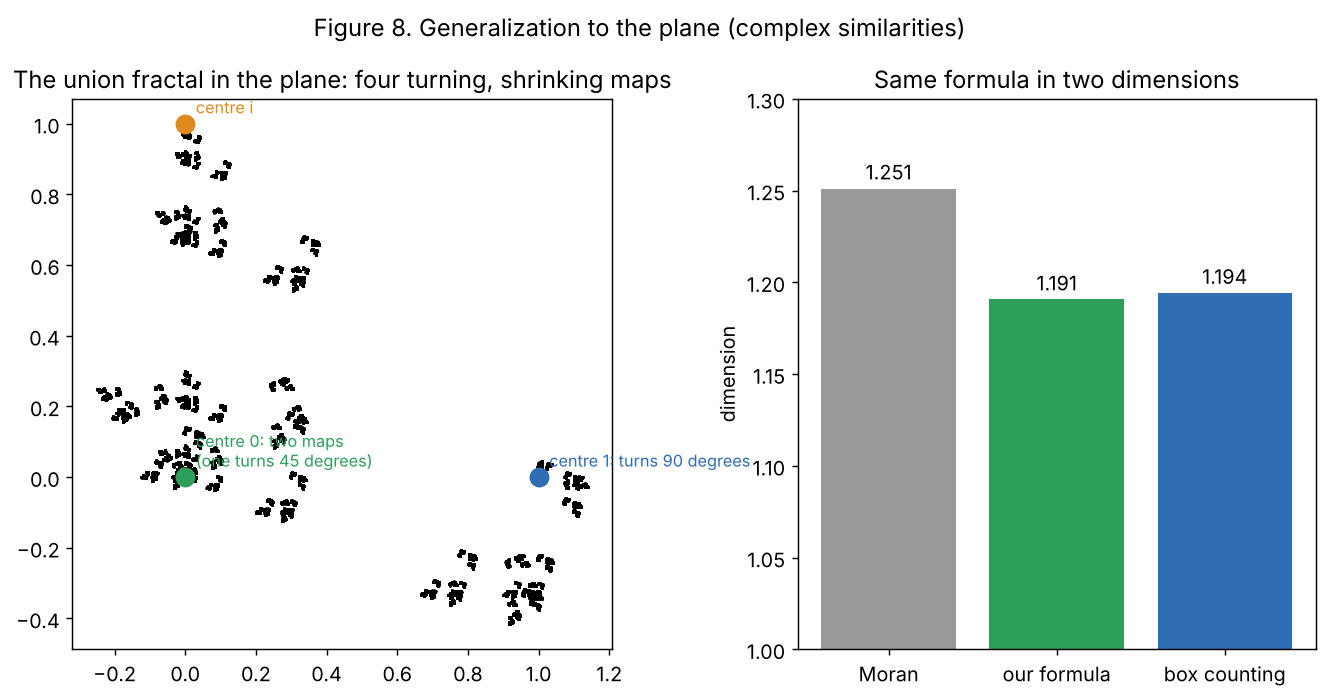 Figure 8. Generalization to the plane (complex similarities)
The union fractal in the plane: four turning, shrinking maps
centre i
centre 0: two maps
(one turns 45 degrees)
centre 1: turns 90 degrees
1.0
0.8
0.6
0.4
0.2
0.0
−0.2
−0.4
−0.2
0.0
0.2
0.4
0.6
0.8
1.0
1.2
Same formula in two dimensions
dimension
1.30
1.25
1.20
1.15
1.10
1.05
1.00
1.251
1.191
1.194
Moran
our formula
box counting